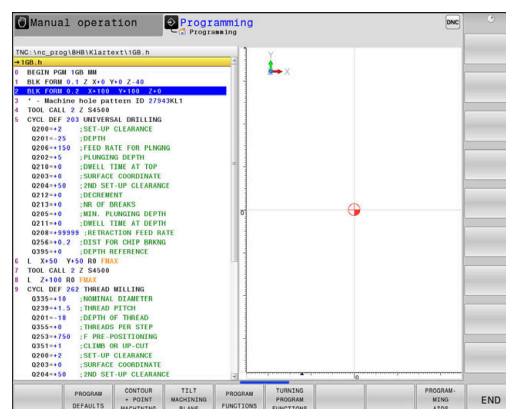 Manual operation
Programming
Programming
DNC
TNC:\nc_prog\BHB\Klartext\1GB.h
→1GB.h
0 BEGIN PGM 1GB MM
1 BLK FORM 0.1 Z X+0 Y+0 Z-40
2 BLK FORM 0.2 X+100 Y+100 Z+0
3 * - Machine hole pattern ID 27943KL1
4 TOOL CALL 2 Z S4500
5 CYCL DEF 203 UNIVERSAL DRILLING
Q200=+2 ;SET-UP CLEARANCE
Q201=-25 ;DEPTH
Q206=+150 ;FEED RATE FOR PLNGNG
Q202=+5 ;PLUNGING DEPTH
Q210=+0 ;DWELL TIME AT TOP
Q203=+0 ;SURFACE COORDINATE
Q204=+50 ;2ND SET-UP CLEARANCE
Q212=+0 ;DECREMENT
Q213=+0 ;NR OF BREAKS
Q205=+0 ;MIN. PLUNGING DEPTH
Q211=+0 ;DWELL TIME AT DEPTH
Q208=+99999 ;RETRACTION FEED RATE
Q256=+0.2 ;DIST FOR CHIP BRKNG
Q395=+0 ;DEPTH REFERENCE
6 L X+50 Y+50 R0 FMAX
7 TOOL CALL 2 Z S4500
8 L Z+100 R0 FMAX
9 CYCL DEF 262 THREAD MILLING
Q335=+10 ;NOMINAL DIAMETER
Q239=+1.5 ;THREAD PITCH
Q201=-18 ;DEPTH OF THREAD
Q355=+0 ;THREADS PER STEP
Q253=+750 ;F PRE-POSITIONING
Q351=+1 ;CLIMB OR UP-CUT
Q200=+2 ;SET-UP CLEARANCE
Q203=+0 ;SURFACE COORDINATE
Q204=+50 ;2ND SET-UP CLEARANCE
Y
X
0
0
PROGRAM
DEFAULTS
CONTOUR
+ POINT
MACHINING
TILT
MACHINING
PLANE
PROGRAM
FUNCTIONS
TURNING
PROGRAM
FUNCTIONS
PROGRAM-
MING
AIDS
END